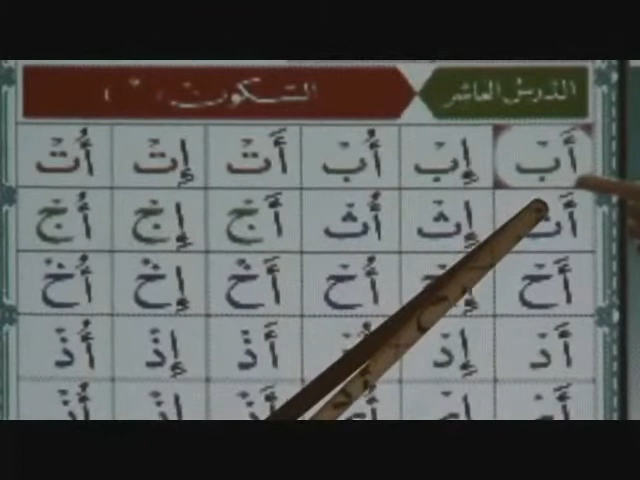 الدرس العاشر السكون ( ْ )
أَبْ إِبْ أُبْ أَتْ إِتْ أُتْ
أَثْ إِثْ أُثْ أَجْ إِجْ أُجْ
أَحْ أُحْ أَخْ إِخْ أُخْ
أَدْ إِدْ أَذْ إِذْ أُذْ